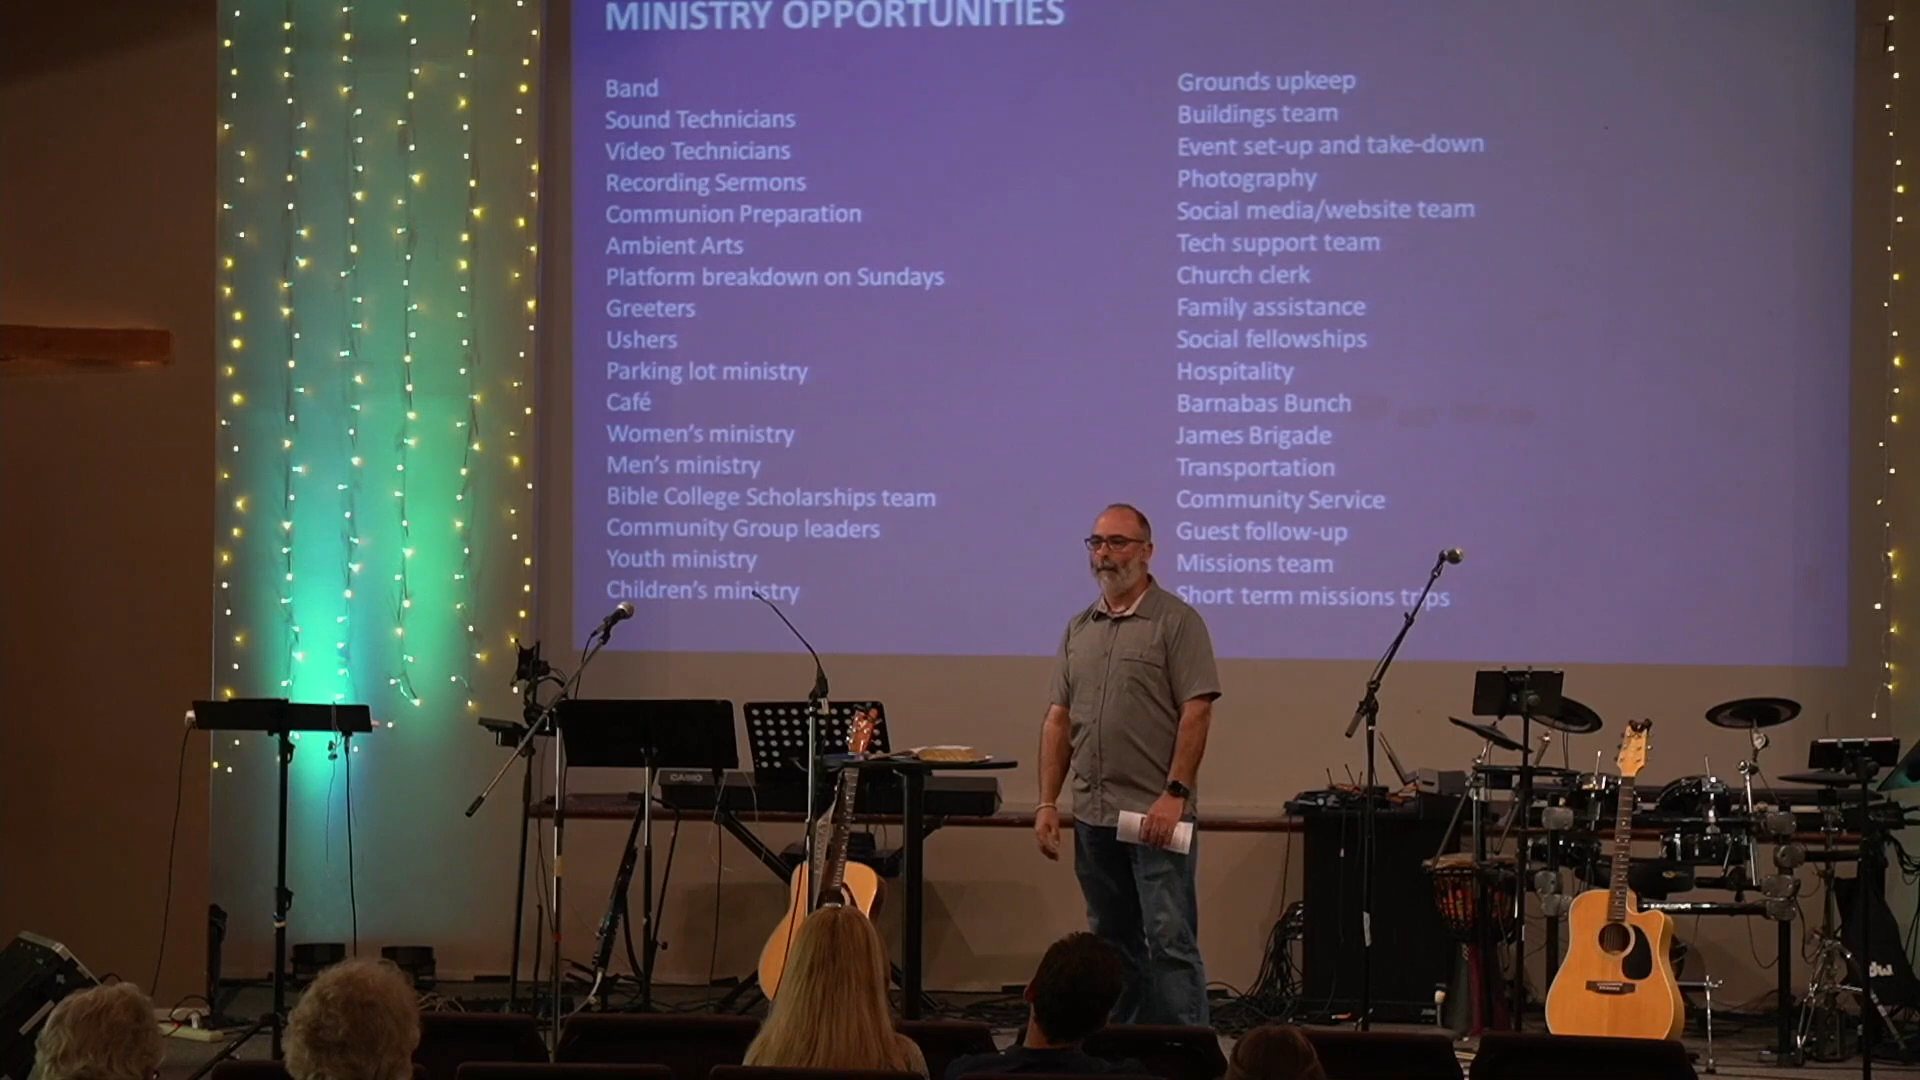 MINISTRY OPPORTUNITIES
Band
Sound Technicians
Video Technicians
Recording Sermons
Communion Preparation
Ambient Arts
Platform breakdown on Sundays
Greeters
Ushers
Parking lot ministry
Café
Women's ministry
Men's ministry
Bible College Scholarships team
Community Group leaders
Youth ministry
Children's ministry
Grounds upkeep
Buildings team
Event set-up and take-down
Photography
Social media/website team
Tech support team
Church clerk
Family assistance
Social fellowships
Hospitality
Barnabas Bunch
James Brigade
Transportation
Community Service
Guest follow-up
Missions team
Short term missions trips
CASIO
dw